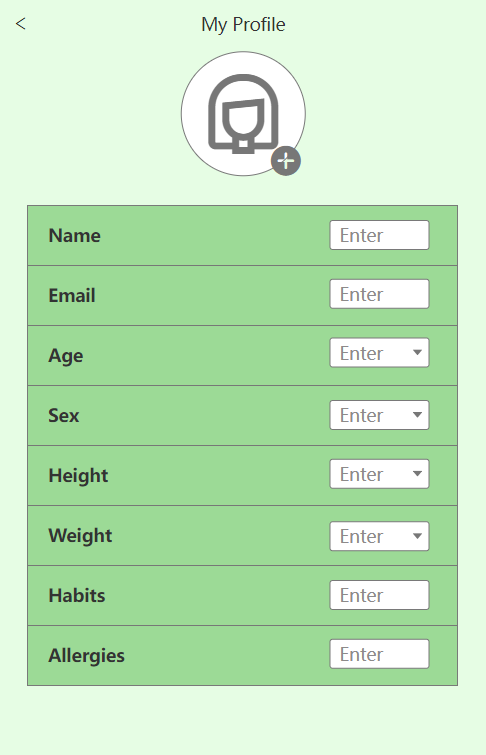 < My Profile
Name Enter
Email Enter
Age Enter
Sex Enter
Height Enter
Weight Enter
Habits Enter
Allergies Enter